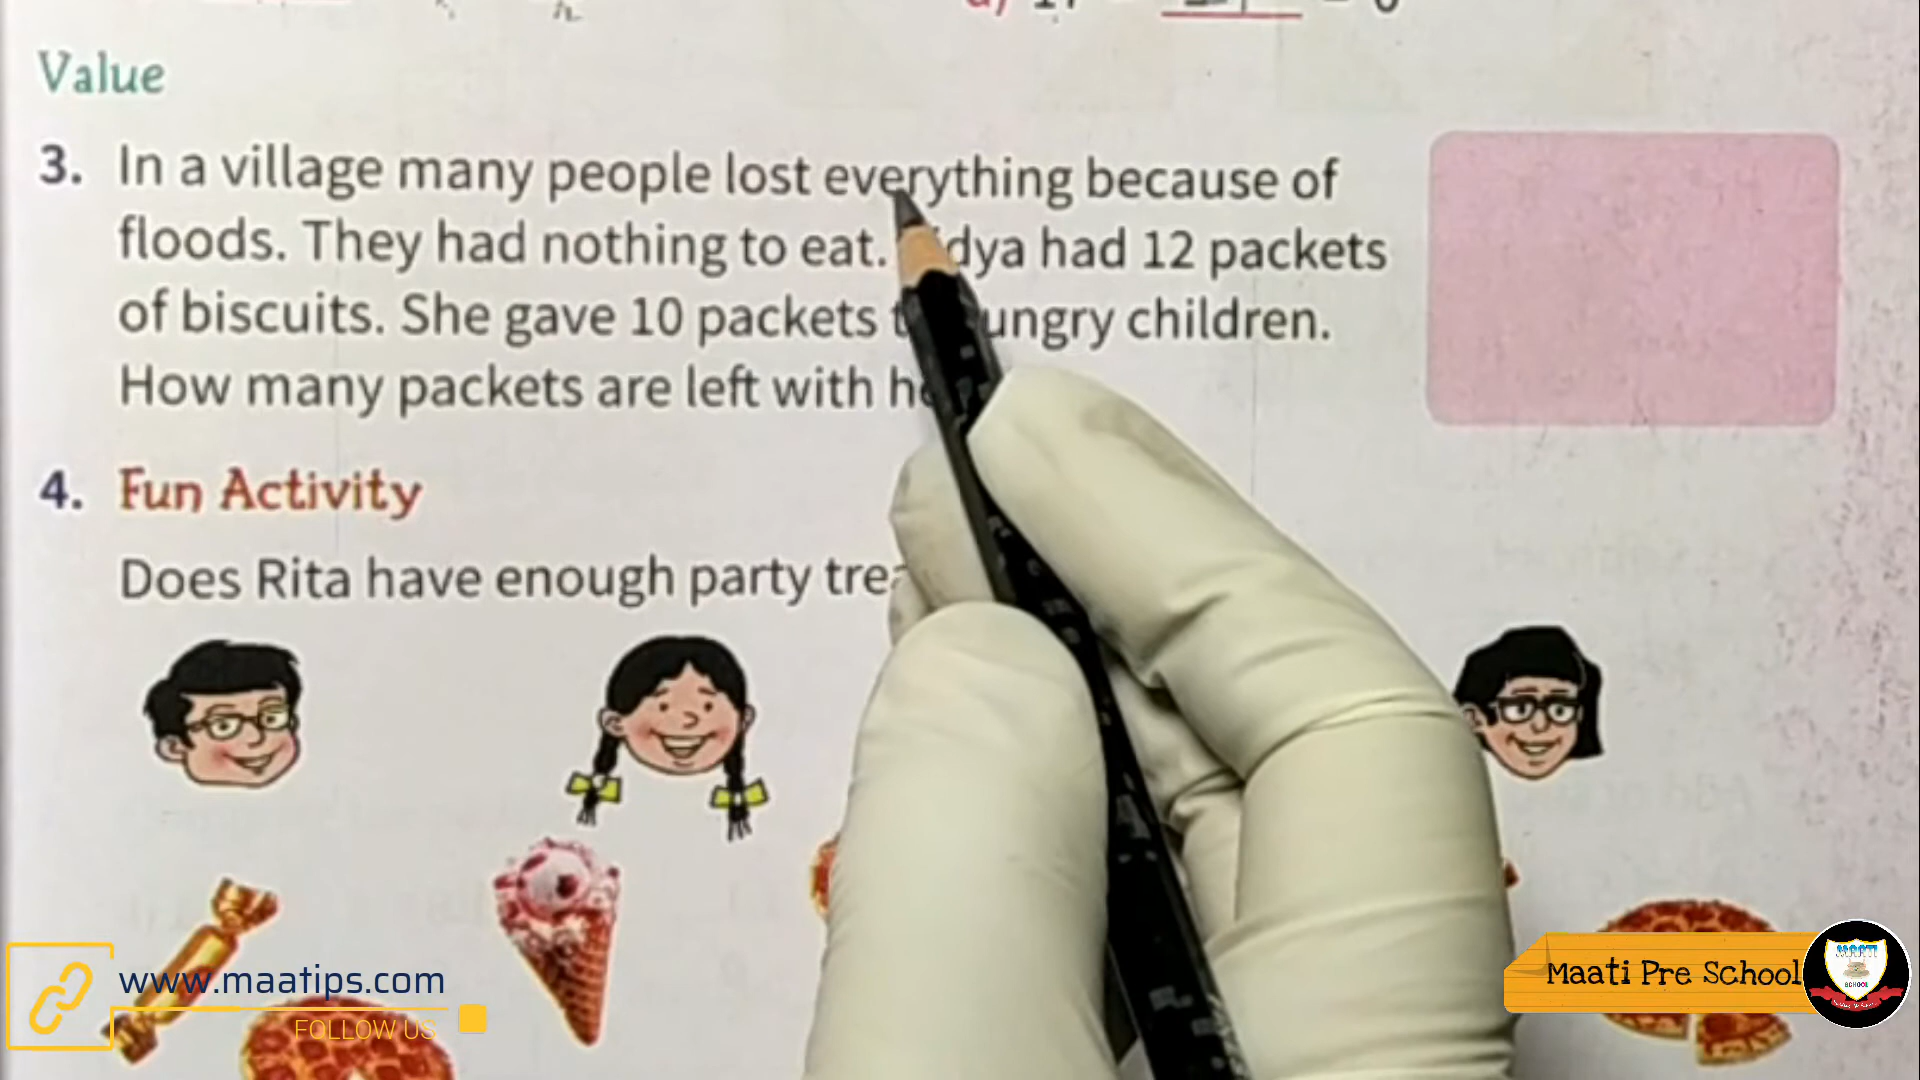 Value
3. In a village many people lost everything because of
floods. They had nothing to eat. dya had 12 packets
of biscuits. She gave 10 packets ungry children.
How many packets are left with
4. Fun Activity
Does Rita have enough party
www.maatips.com
FOLLOW US
Maati Pre School
MAATI
SCHOOL